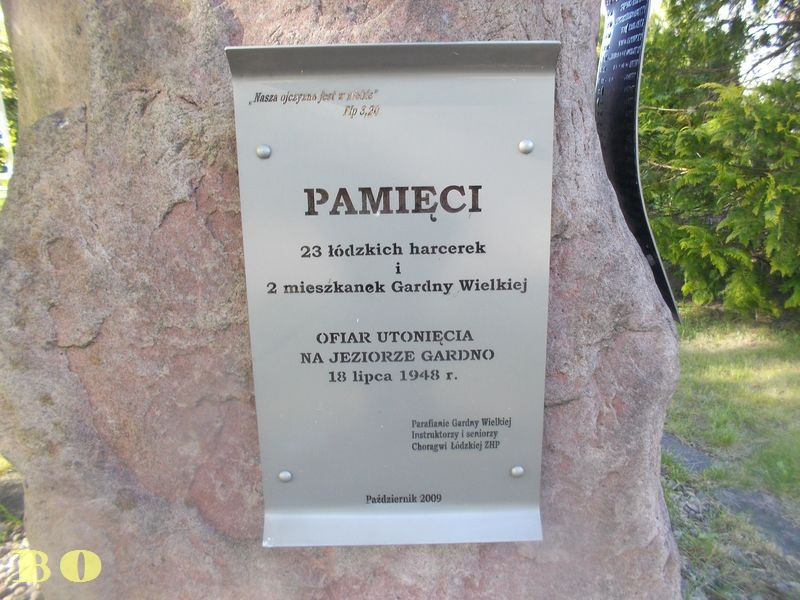 „Nasza ojczyzna jest w niebie”
Flp 3,20
PAMIĘCI
23 łódzkich harcerek
i
2 mieszkanek Gardny Wielkiej
OFIAR UTONIĘCIA
NA JEZIORZE GARDNO
18 lipca 1948 r.
Parafianie Gardny Wielkiej
Instruktorzy i seniorzy
Chorągwi Łódzkiej ZHP
Październik 2009
BO